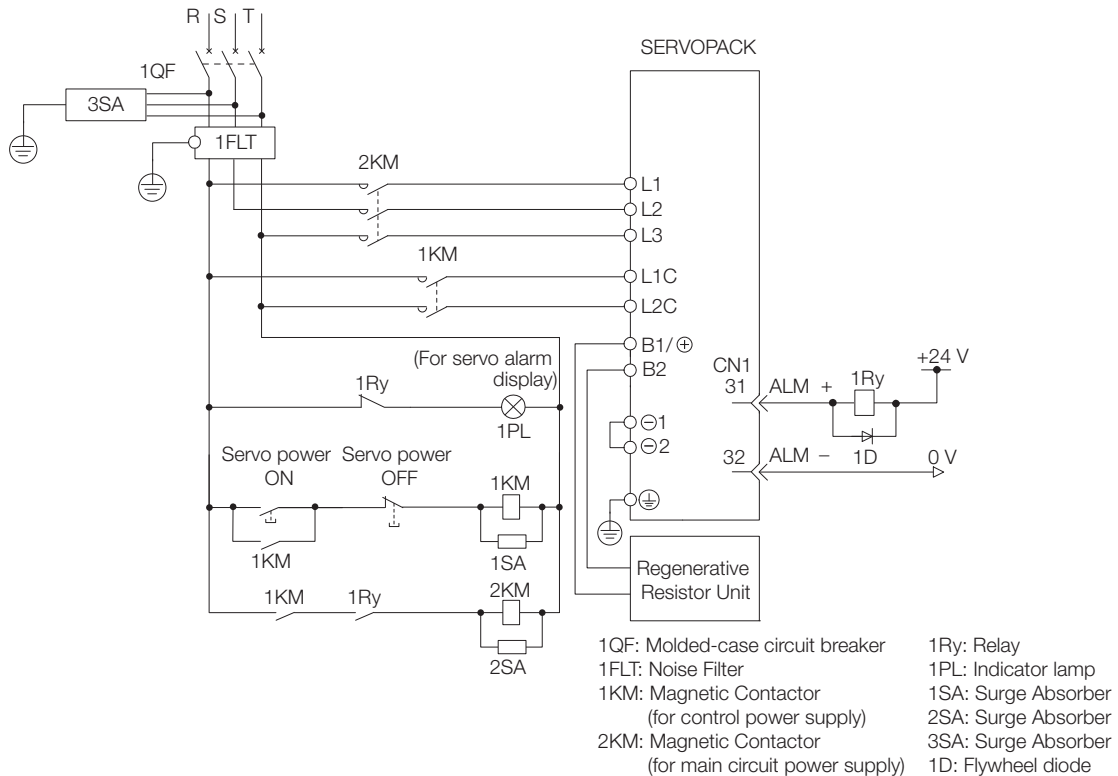 R S T
SERVOPACK
1QF
3SA
1FLT
2KM
L1
L2
L3
1KM
L1C
L2C
B1/⊕
B2
(For servo alarm
display)
1Ry
1PL
CN1
+24 V
31
ALM +
1Ry
1D
⊖1
⊖2
32
ALM −
0 V
Servo power
ON
Servo power
OFF
1KM
1KM
1SA
1KM
1Ry
2KM
2SA
Regenerative
Resistor Unit
1QF: Molded-case circuit breaker
1FLT: Noise Filter
1KM: Magnetic Contactor
(for control power supply)
2KM: Magnetic Contactor
(for main circuit power supply)
1Ry: Relay
1PL: Indicator lamp
1SA: Surge Absorber
2SA: Surge Absorber
3SA: Surge Absorber
1D: Flywheel diode